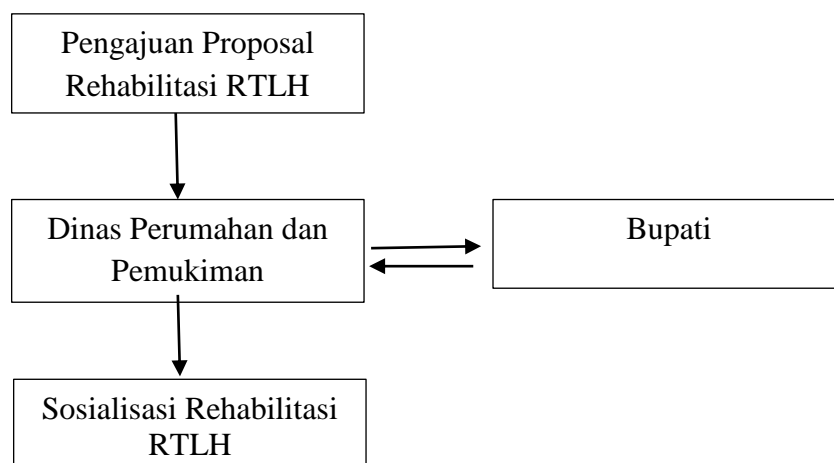 Pengajuan Proposal
Rehabilitasi RTLH
Dinas Perumahan dan
Pemukiman
Bupati
Sosialisasi Rehabilitasi
RTLH